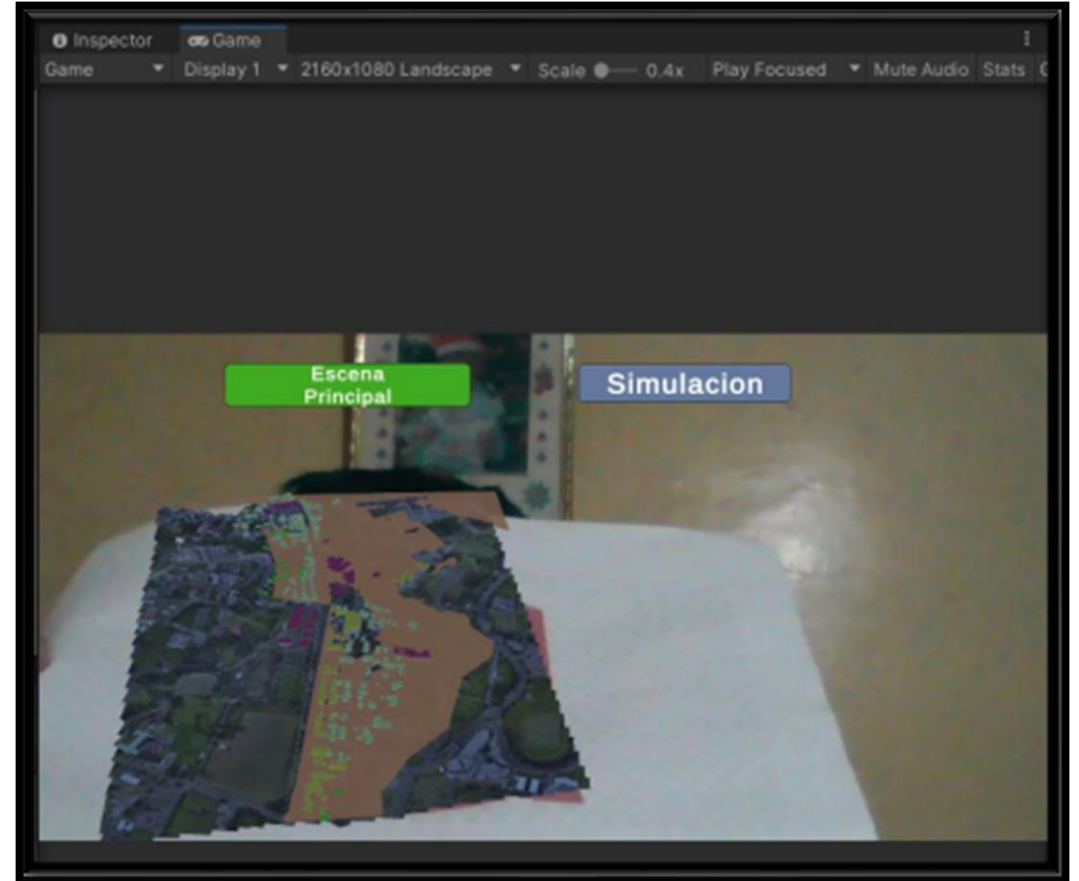 Inspector
Game
Game
Display 1
2160x1080 Landscape
Scale
0.4x
Play Focused
Mute Audio
Stats
Escena
Principal
Simulacion